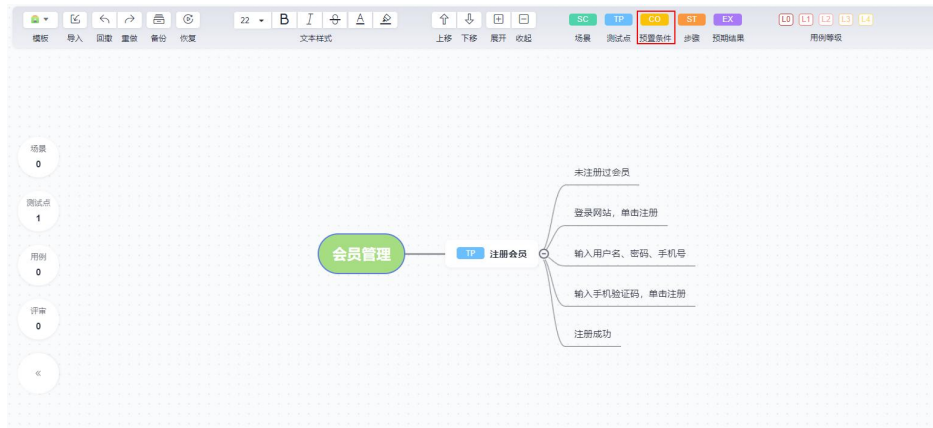 22 B I A SC TP CO ST EX L0 L1 L2 L3 L4
模板 导入 回撤 重做 备份 恢复 文本样式 上移 下移 展开 收起 场景 测试点 预置条件 步骤 预期结果 用例等级
场景
0
测试点
1
用例
0
评审
0
«
会员管理
TP 注册会员
未注册过会员
登录网站，单击注册
输入用户名、密码、手机号
输入手机验证码，单击注册
注册成功